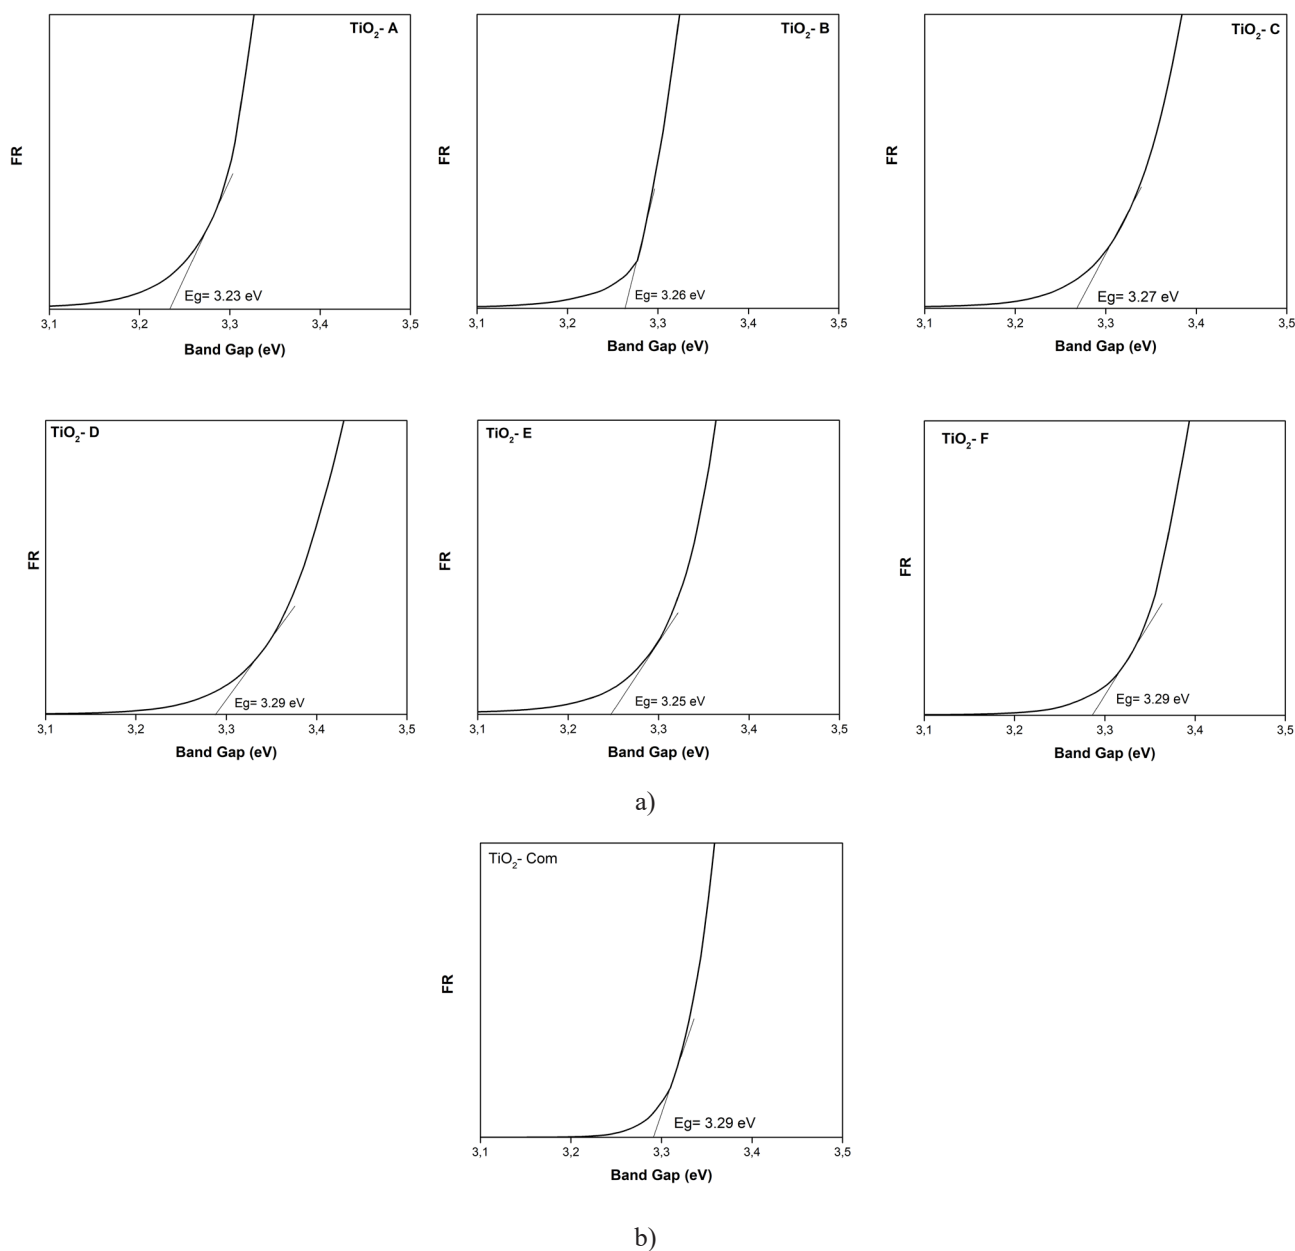 TiO2- A
FR
Eg= 3.23 eV
3,1 3,2 3,3 3,4 3,5
Band Gap (eV)
TiO2- B
FR
Eg= 3.26 eV
3,1 3,2 3,3 3,4 3,5
Band Gap (eV)
TiO2- C
FR
Eg= 3.27 eV
3,1 3,2 3,3 3,4 3,5
Band Gap (eV)
TiO2- D
FR
Eg= 3.29 eV
3,1 3,2 3,3 3,4 3,5
Band Gap (eV)
TiO2- E
FR
Eg= 3.25 eV
3,1 3,2 3,3 3,4 3,5
Band Gap (eV)
TiO2- F
FR
Eg= 3.29 eV
3,1 3,2 3,3 3,4 3,5
Band Gap (eV)
a)
TiO2- Com
FR
Eg= 3.29 eV
3,1 3,2 3,3 3,4 3,5
Band Gap (eV)
b)